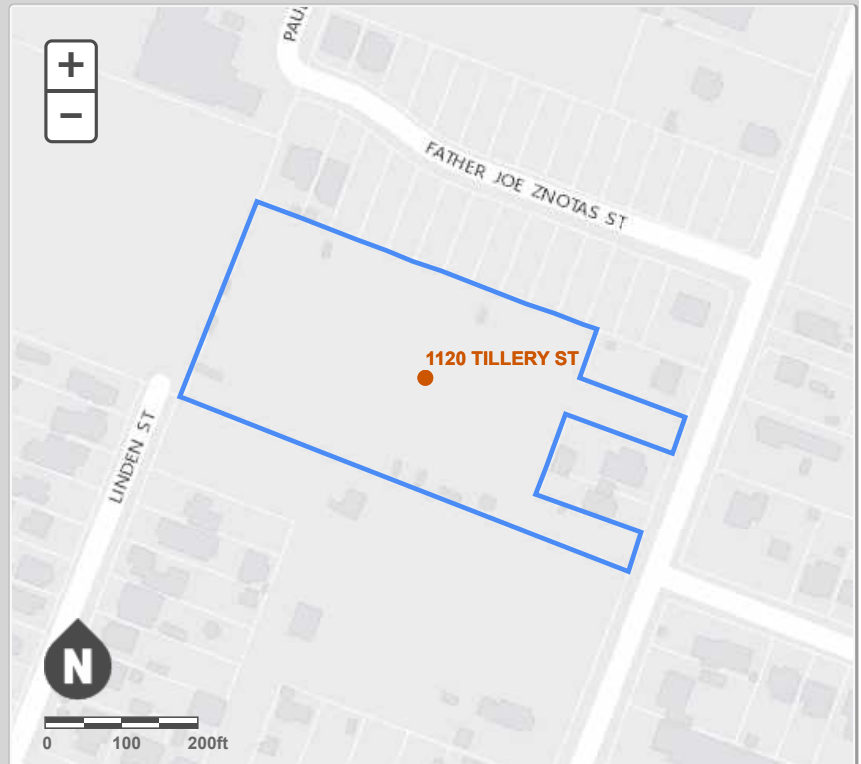 +
−
FATHER JOE ZNOTAS ST
1120 TILLERY ST
LINDEN ST
N
0 100 200ft